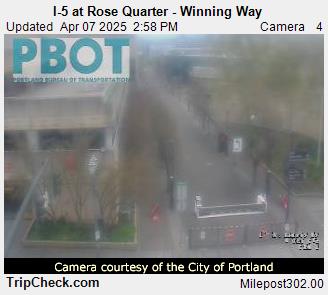 I-5 at Rose Quarter - Winning Way
Updated Apr 07 2025 2:58 PM Camera 4
PBOT
PORTLAND BUREAU OF TRANSPORTATION
Camera courtesy of the City of Portland
TripCheck.com Milepost302.00